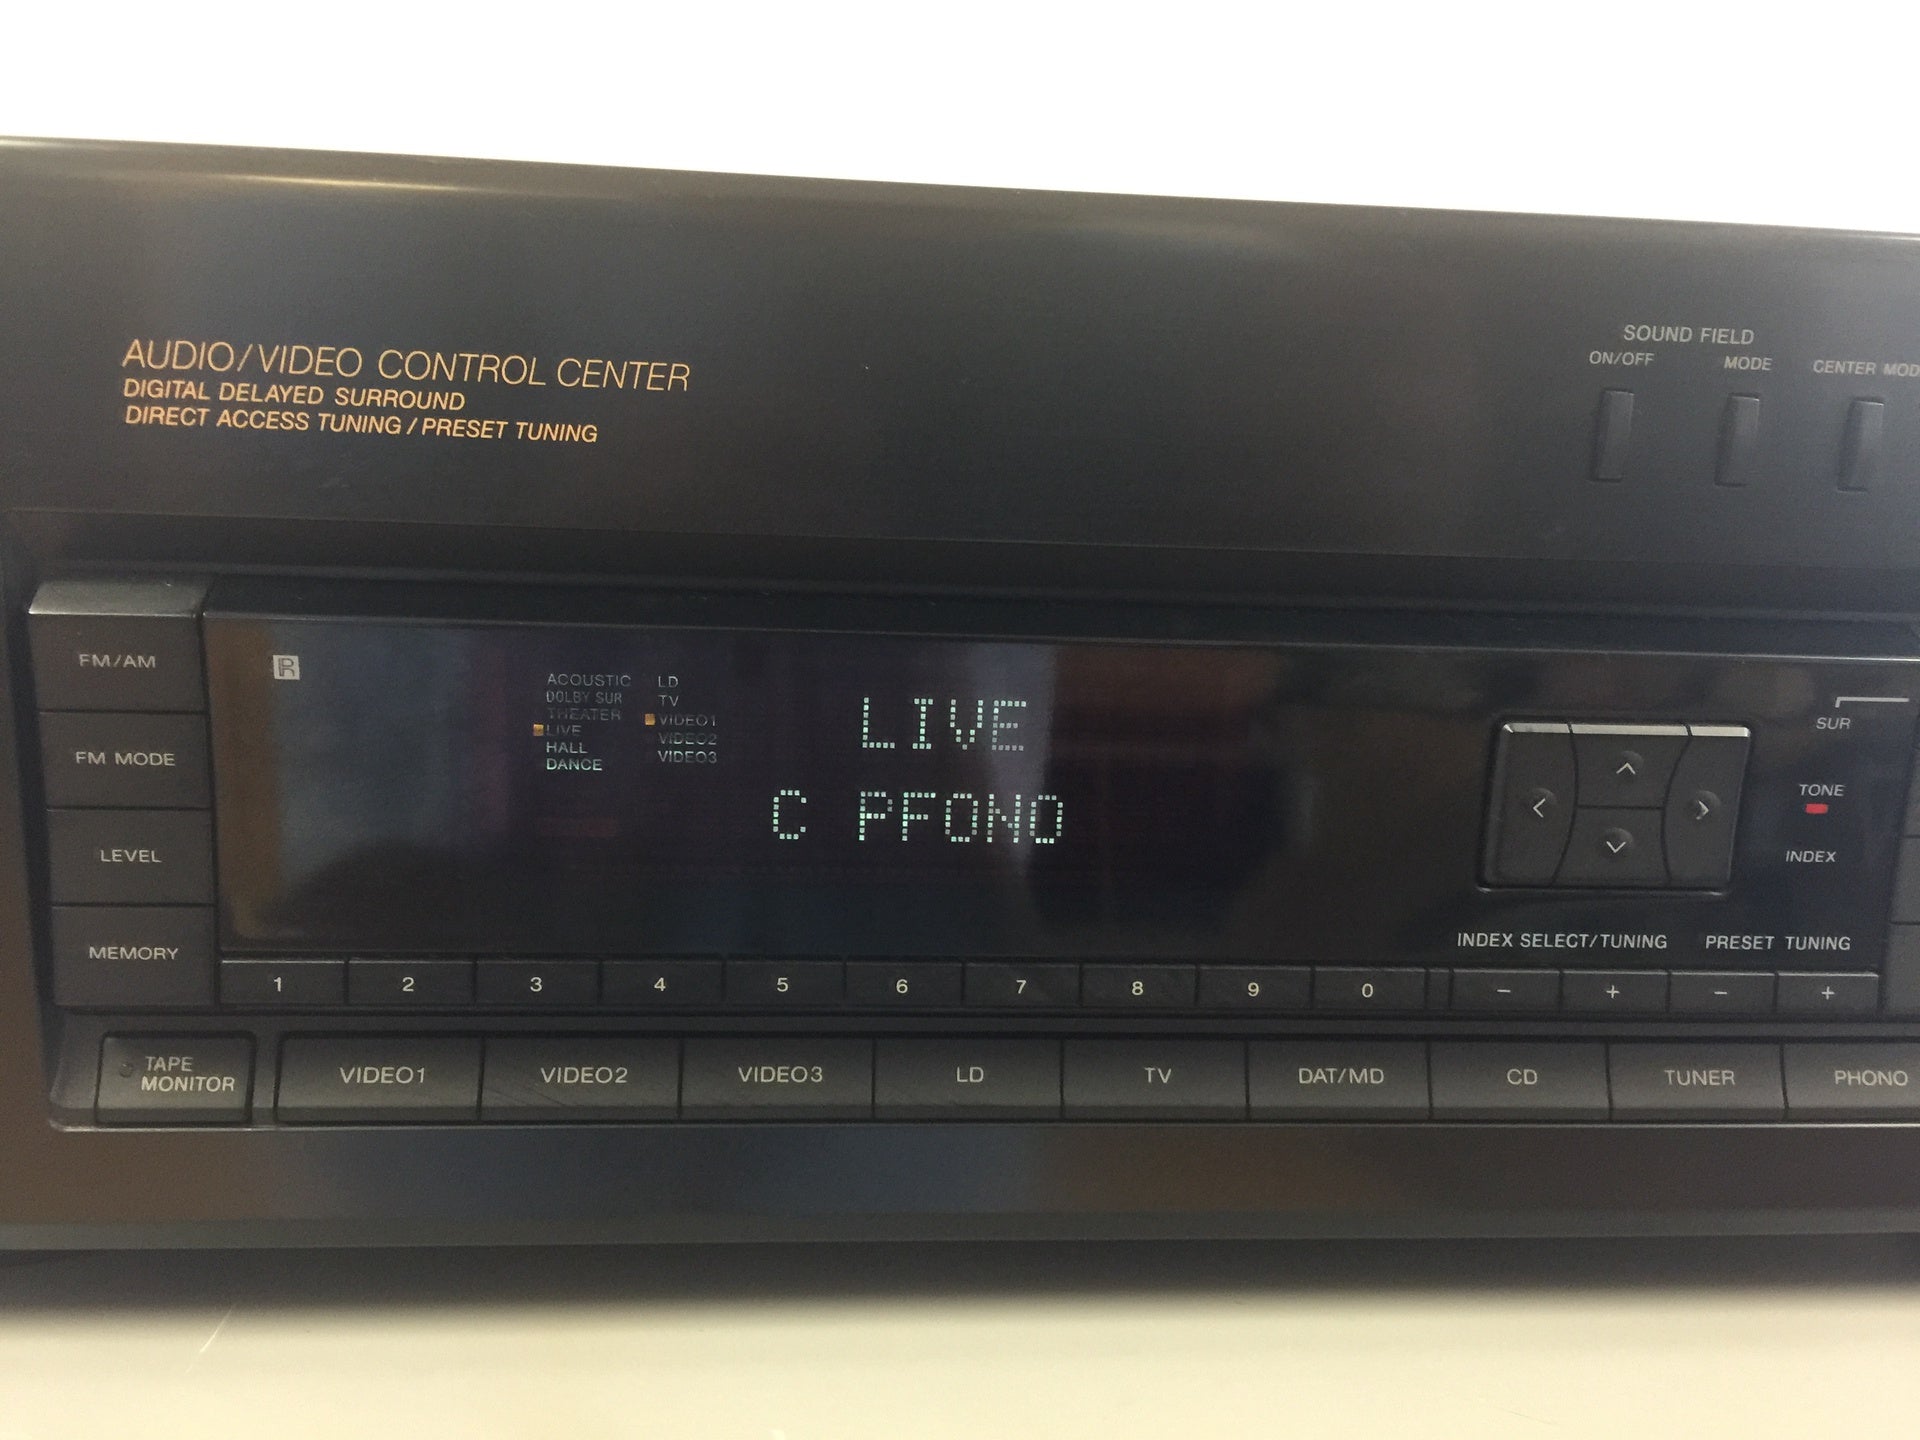 AUDIO/VIDEO CONTROL CENTER
DIGITAL DELAYED SURROUND
DIRECT ACCESS TUNING / PRESET TUNING
SOUND FIELD
ON/OFF MODE CENTER MOD
FM/AM
FM MODE
LEVEL
MEMORY
R
ACOUSTIC
DOLBY SUR
THEATER
LIVE
HALL
DANCE
LD
TV
VIDEO1
VIDEO2
VIDEO3
LIVE
C PFONO
SUR
TONE
INDEX
INDEX SELECT/TUNING PRESET TUNING
1 2 3 4 5 6 7 8 9 0 − + − +
TAPE MONITOR
VIDEO1 VIDEO2 VIDEO3 LD TV DAT/MD CD TUNER PHONO